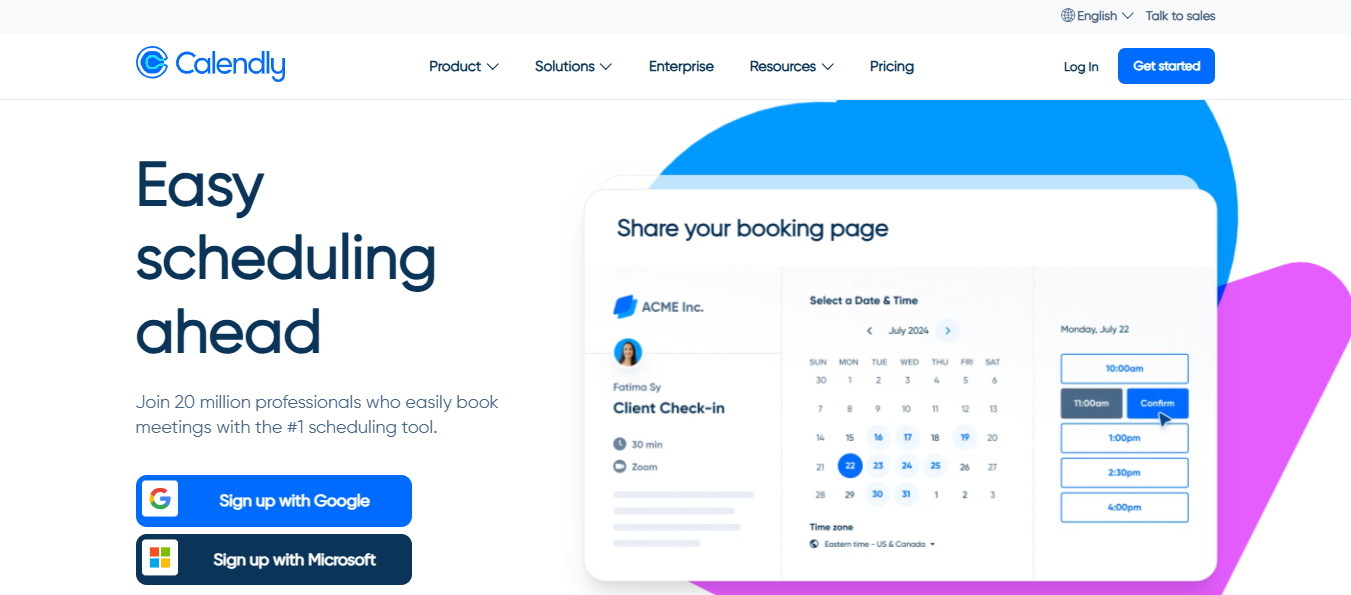 English
Talk to sales
Calendly
Product
Solutions
Enterprise
Resources
Pricing
Log In
Get started
Easy
scheduling
ahead
Join 20 million professionals who easily book
meetings with the #1 scheduling tool.
Sign up with Google
Sign up with Microsoft
Share your booking page
ACME Inc.
Fatima Sy
Client Check-in
30 min
Zoom
Select a Date & Time
July 2024
SUN MON TUE WED THU FRI SAT
30 1 2 3 4 5 6
7 8 9 10 11 12 13
14 15 16 17 18 19 20
21 22 23 24 25 26 27
28 29 30 31 1 2 3
Time zone
Eastern time - US & Canada
Monday, July 22
10:00am
11:00am Confirm
1:00pm
2:30pm
4:00pm